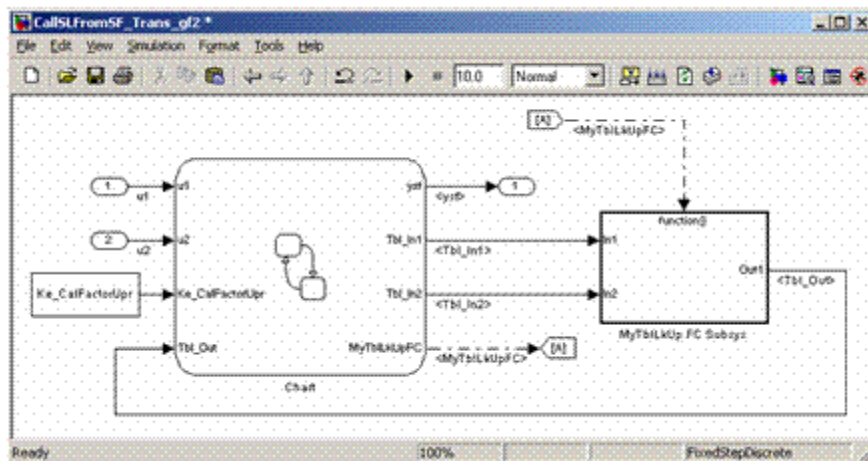 CallSLFromSF_Trans_gf2 *
File Edit View Simulation Format Tools Help
10.0 Normal
[A]
<MyTblLkUpFC>
1 u1 ysf 1
u1 <ysf>
function()
2 u2 Tbl_In1 In1
u2 <Tbl_In1>
Out1
<Tbl_Out>
Ke_CalFactorUpr Ke_CalFactorUpr Tbl_In2 In2
<Tbl_In2>
MyTblLkUp FC Subsys
Tbl_Out MyTblLkUpFC [A]
<MyTblLkUpFC>
Chart
Ready 100% FixedStepDiscrete